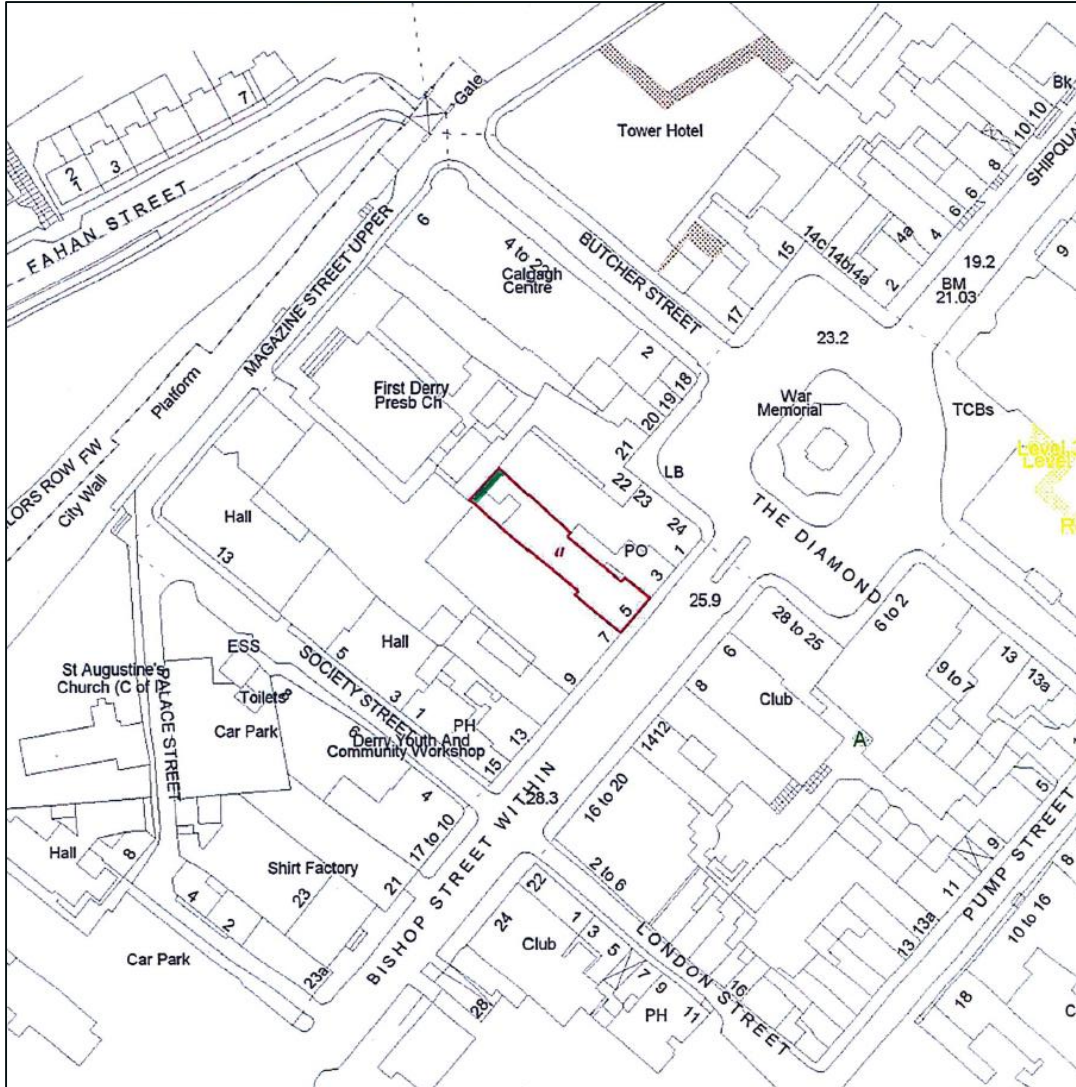 Gate
Bk
Tower Hotel
7
3
2
1
FAHAN STREET
10 10
8
6
6
4
4a
2
SHIPQUA
MAGAZINE STREET UPPER
6
4 to 22
Calgagh
Centre
BUTCHER STREET
15
14c
14b
14a
17
19.2
BM
21.03
9
23.2
Platform
First Derry
Presb Ch
2
18
19
20
21
War
Memorial
TCBs
LORS ROW FW
City Wall
LB
22
23
24
THE DIAMOND
Level
Level
R
Hall
13
a
PO
1
3
5
7
25.9
28 to 25
6 to 2
ESS
SOCIETY STREET
5
Hall
9
6
8
Club
9 to 7
13
13a
St Augustine's
Church (C of I)
PALACE STREET
Toilets
8
Car Park
6
3
1
PH
13
15
Derry Youth And
Community Workshop
1412
A
28.3
16 to 20
4
17 to 10
Hall
8
Shirt Factory
4
2
23
21
23a
BISHOP STREET WITHIN
2 to 6
22
24
1
3
5
7
9
11
Club
28
PH
LONDON STREET
16
5
9
11
13
13a
PUMP STREET
8
10 to 16
18
C
Car Park